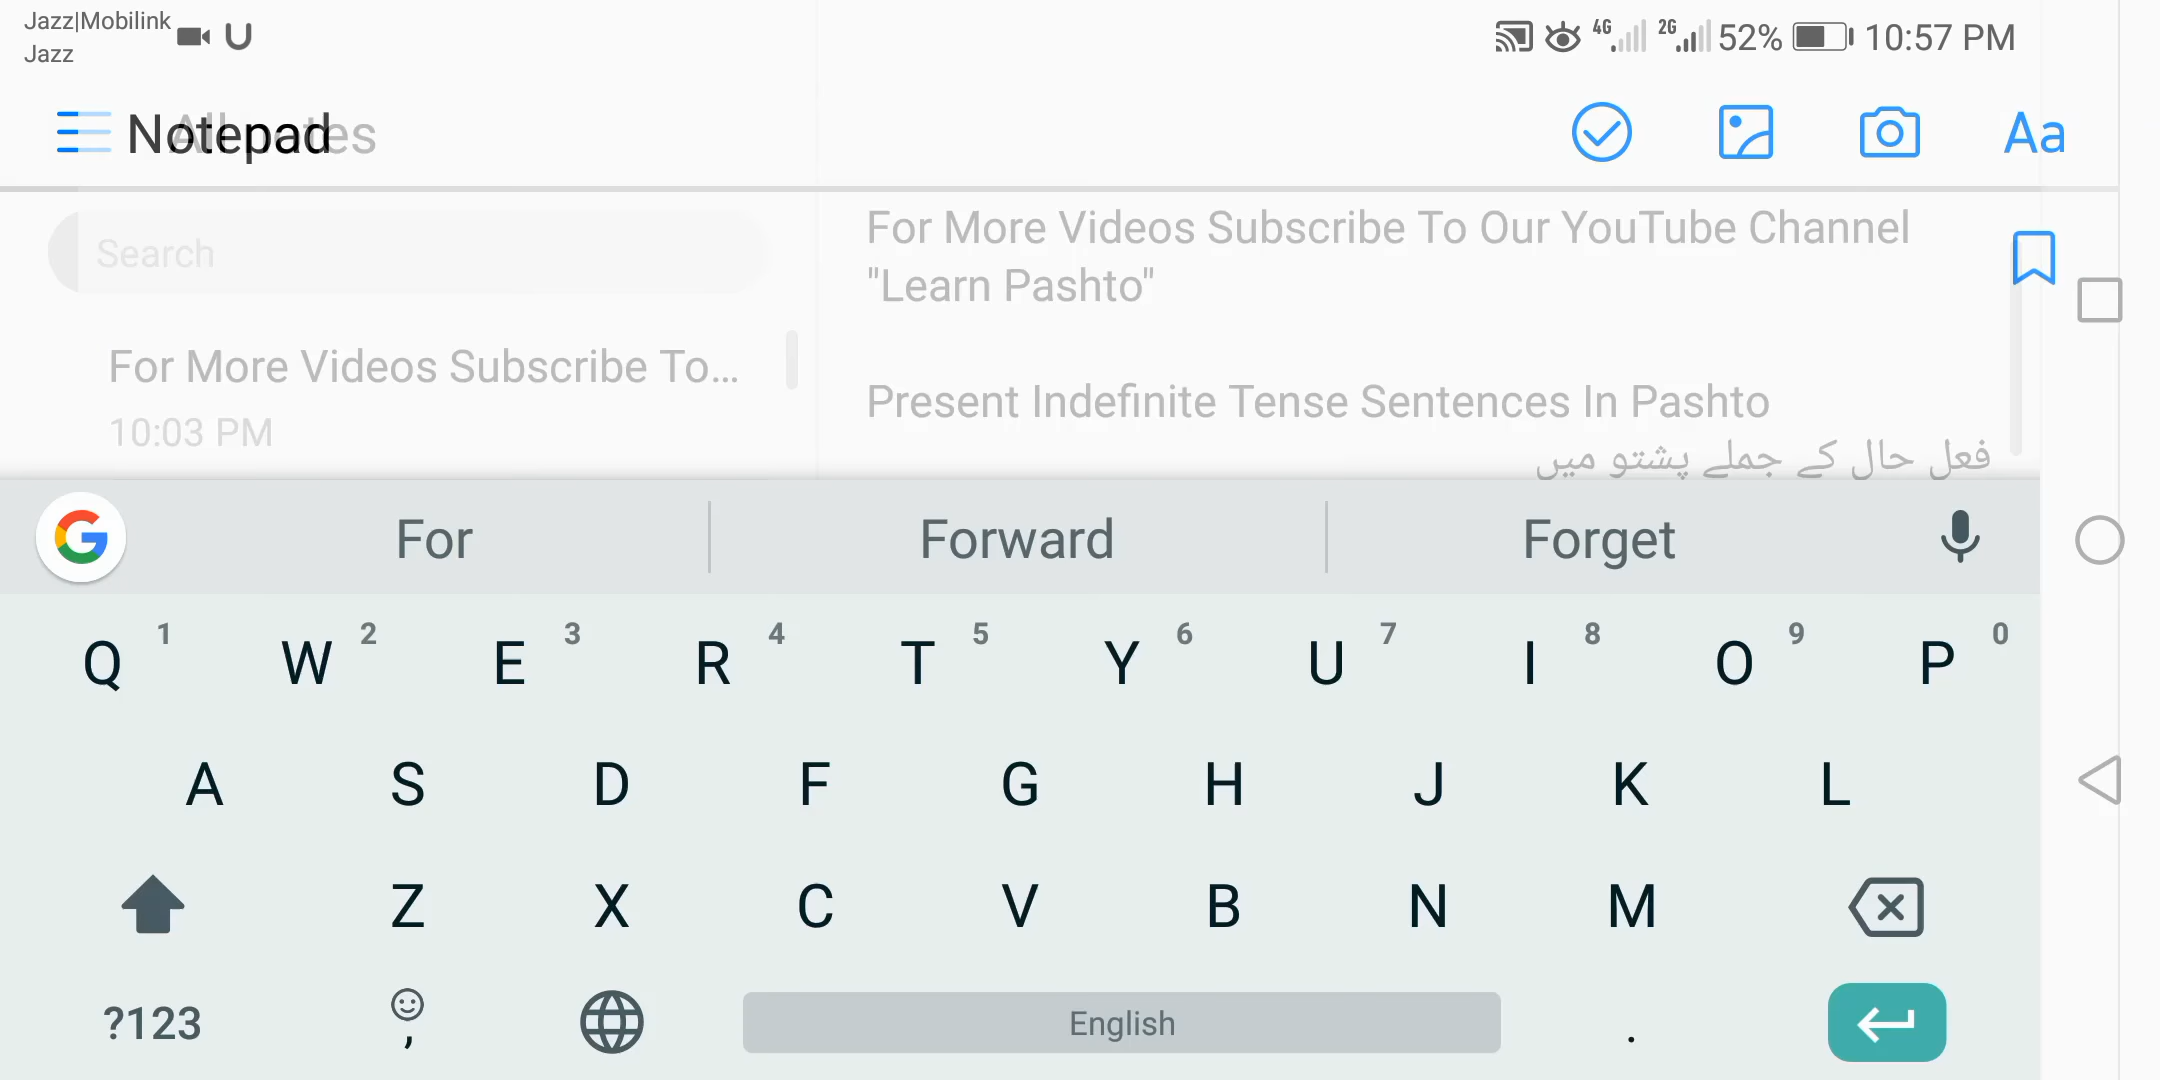 Jazz|Mobilink
Jazz
4G 2G 52% 10:57 PM
Notepad
Aa
Search
For More Videos Subscribe To...
10:03 PM
For More Videos Subscribe To Our YouTube Channel
"Learn Pashto"
Present Indefinite Tense Sentences In Pashto
فعل حال کے جملے پشتو میں
For Forward Forget
Q 1 W 2 E 3 R 4 T 5 Y 6 U 7 I 8 O 9 P 0
A S D F G H J K L
Z X C V B N M
?123 , English .